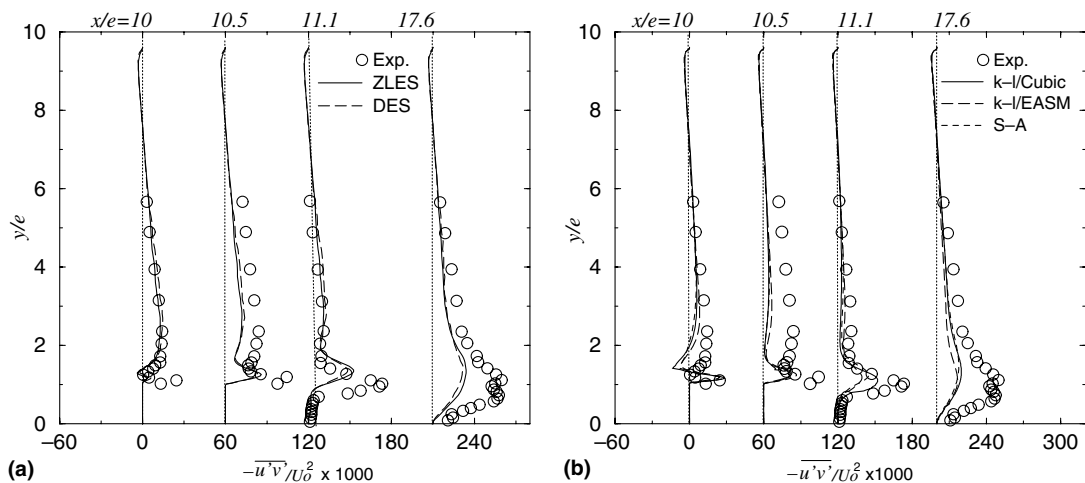 x/e=10 10.5 11.1 17.6
10
8
6
4
2
0
y/e
Exp.
ZLES
DES
−60 0 60 120 180 240
(a)
−u'v'/Uo² x 1000
x/e=10 10.5 11.1 17.6
10
8
6
4
2
0
y/e
Exp.
k−l/Cubic
k−l/EASM
S−A
−60 0 60 120 180 240 300
(b)
−u'v'/Uo² x1000